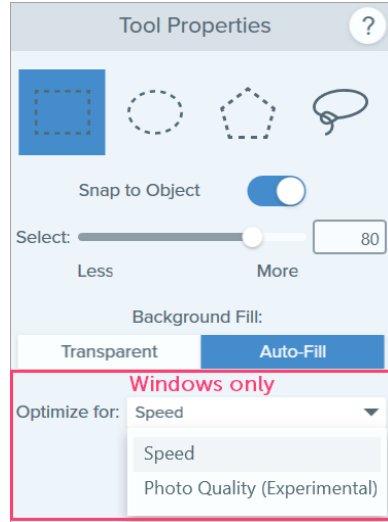 Tool Properties ?
Snap to Object
Select: 80
Less More
Background Fill:
Transparent Auto-Fill
Windows only
Optimize for: Speed
Speed
Photo Quality (Experimental)